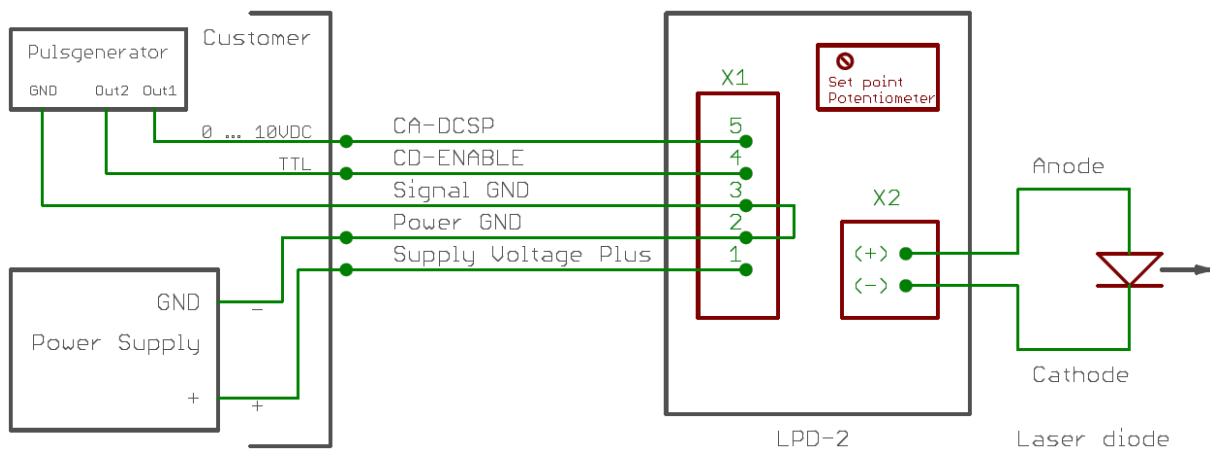 Customer
Pulsgenerator
GND Out2 Out1
0 ... 10VDC
TTL
CA-DCSP
CD-ENABLE
Signal GND
Power GND
Supply Voltage Plus
GND
-
Power Supply
+
+
X1
5
4
3
2
1
Set point
Potentiometer
X2
(+)
(-)
LPD-2
Anode
Cathode
Laser diode